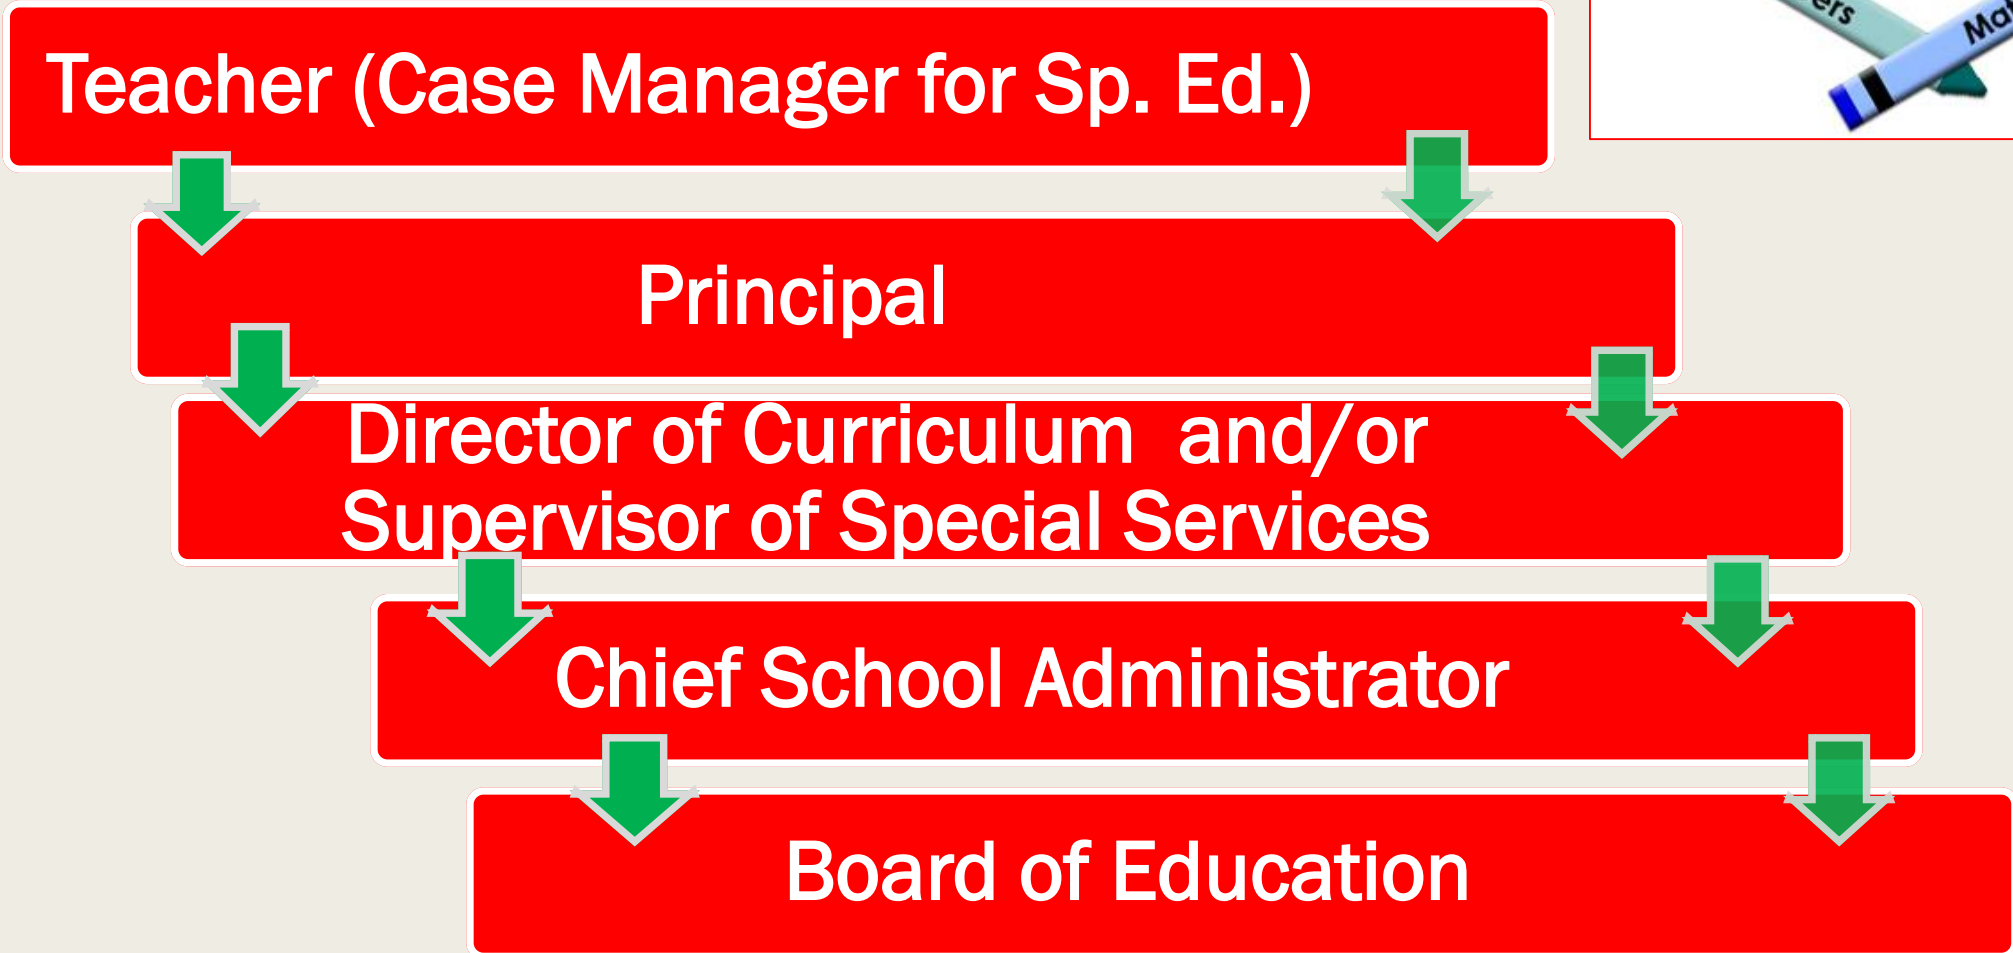 Teacher (Case Manager for Sp. Ed.)
Principal
Director of Curriculum and/or
Supervisor of Special Services
Chief School Administrator
Board of Education